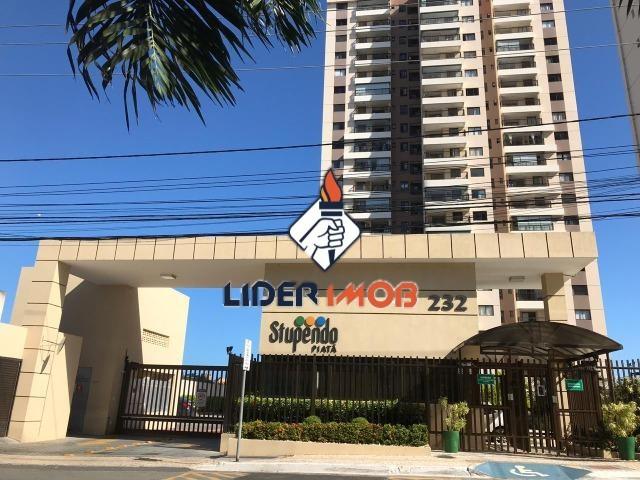 LIDER IMOB
232
Stupendo
PIATÃ